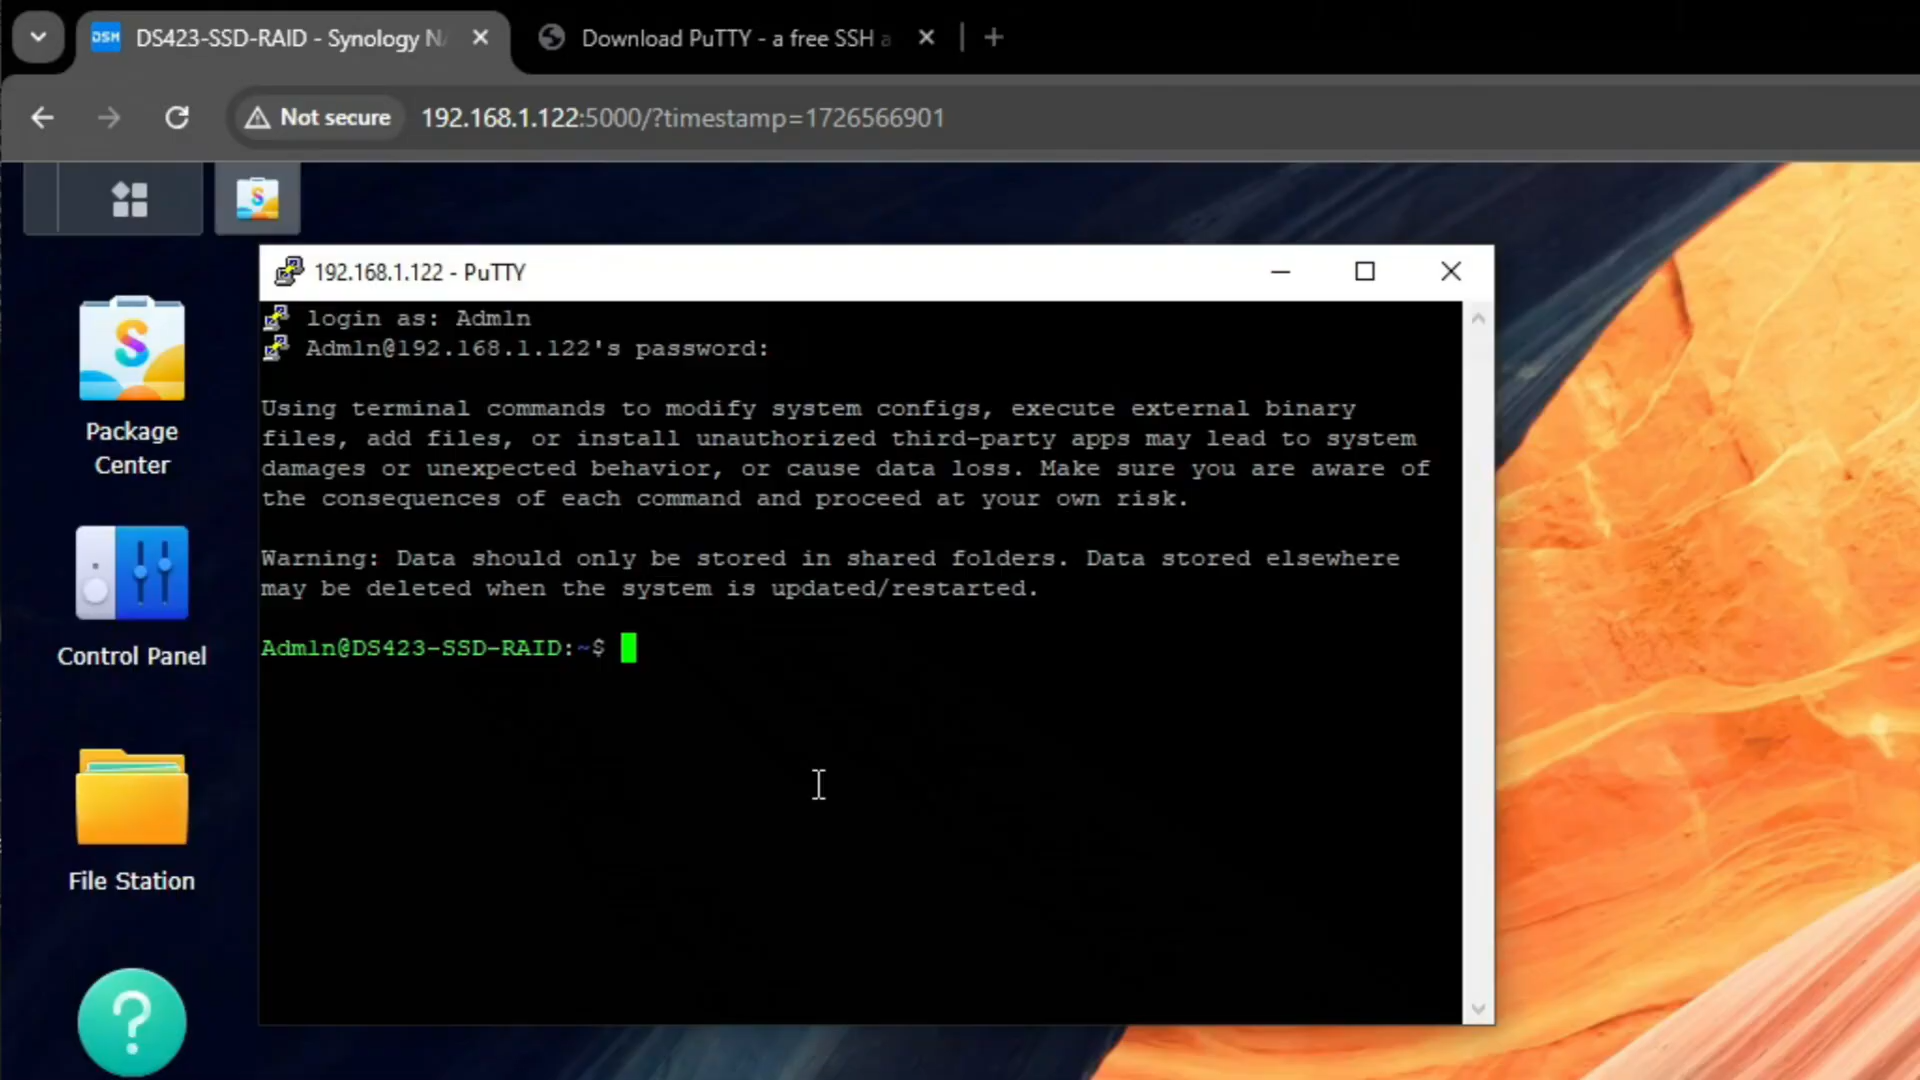 DSM DS423-SSD-RAID - Synology N
Download PuTTY - a free SSH a
Not secure 192.168.1.122:5000/?timestamp=1726566901
192.168.1.122 - PuTTY
login as: Adm1n
Adm1n@192.168.1.122's password:
Using terminal commands to modify system configs, execute external binary
files, add files, or install unauthorized third-party apps may lead to system
damages or unexpected behavior, or cause data loss. Make sure you are aware of
the consequences of each command and proceed at your own risk.
Warning: Data should only be stored in shared folders. Data stored elsewhere
may be deleted when the system is updated/restarted.
Adm1n@DS423-SSD-RAID:~$
Package
Center
Control Panel
File Station